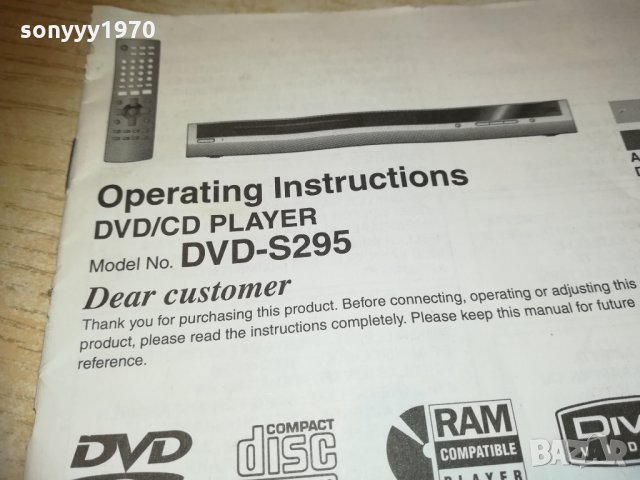 sonyyy1970
Operating Instructions
DVD/CD PLAYER
Model No. DVD-S295
Dear customer
Thank you for purchasing this product. Before connecting, operating or adjusting this
product, please read the instructions completely. Please keep this manual for future
reference.
DVD
COMPACT
disc
RAM
COMPATIBLE
PLAYER
BAZAR